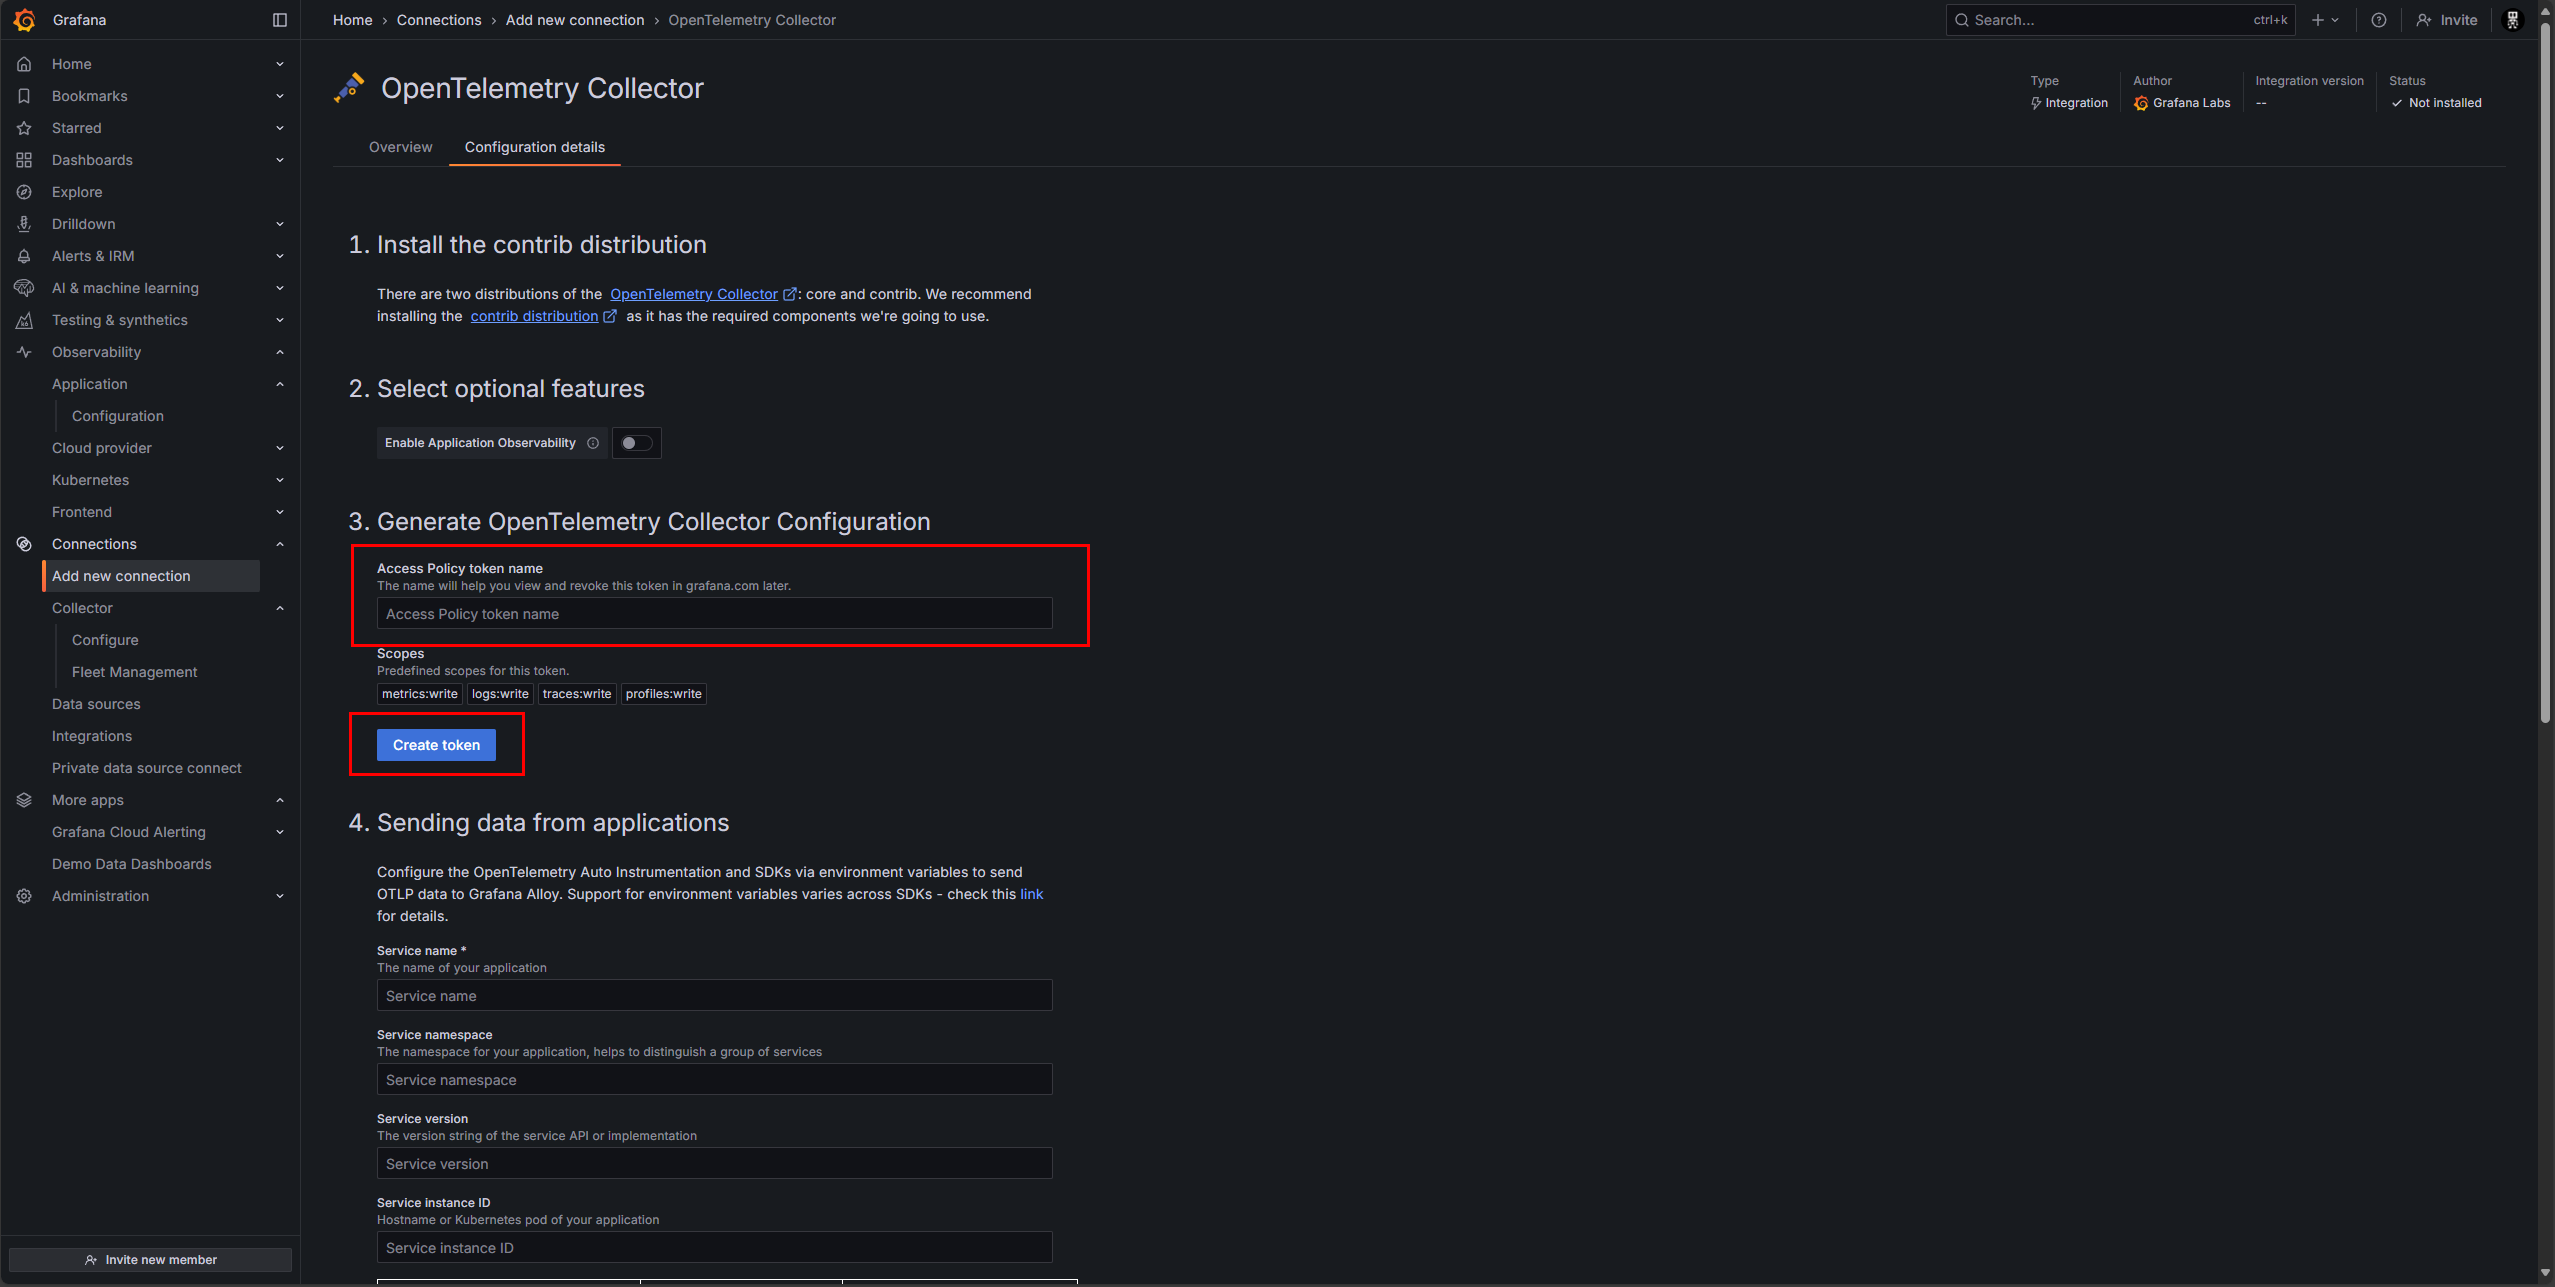 Grafana
Home
Bookmarks
Starred
Dashboards
Explore
Drilldown
Alerts & IRM
AI & machine learning
Testing & synthetics
Observability
Application
Configuration
Cloud provider
Kubernetes
Frontend
Connections
Add new connection
Collector
Configure
Fleet Management
Data sources
Integrations
Private data source connect
More apps
Grafana Cloud Alerting
Demo Data Dashboards
Administration
Invite new member
Home › Connections › Add new connection › OpenTelemetry Collector
Search... ctrl+k
Invite
OpenTelemetry Collector
Type Author Integration version Status
Integration Grafana Labs -- Not installed
Overview Configuration details
1. Install the contrib distribution
There are two distributions of the OpenTelemetry Collector : core and contrib. We recommend
installing the contrib distribution as it has the required components we're going to use.
2. Select optional features
Enable Application Observability
3. Generate OpenTelemetry Collector Configuration
Access Policy token name
The name will help you view and revoke this token in grafana.com later.
Access Policy token name
Scopes
Predefined scopes for this token.
metrics:write logs:write traces:write profiles:write
Create token
4. Sending data from applications
Configure the OpenTelemetry Auto Instrumentation and SDKs via environment variables to send
OTLP data to Grafana Alloy. Support for environment variables varies across SDKs - check this link
for details.
Service name *
The name of your application
Service name
Service namespace
The namespace for your application, helps to distinguish a group of services
Service namespace
Service version
The version string of the service API or implementation
Service version
Service instance ID
Hostname or Kubernetes pod of your application
Service instance ID